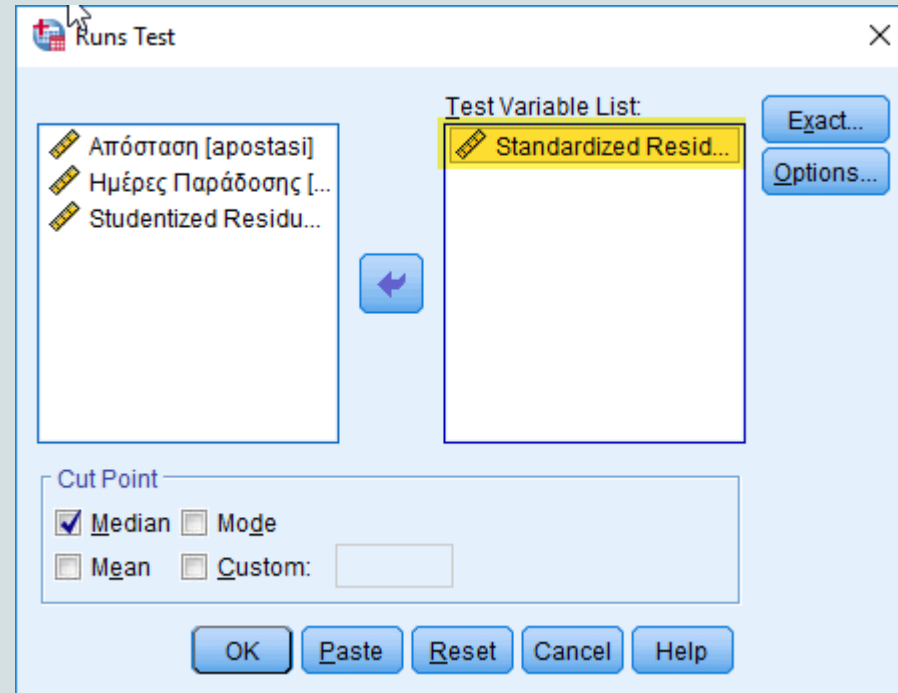 Runs Test
Test Variable List:
Απόσταση [apostasi]
Ημέρες Παράδοσης [...
Studentized Residu...
Standardized Resid...
Exact...
Options...
Cut Point
Median Mode
Mean Custom:
OK Paste Reset Cancel Help